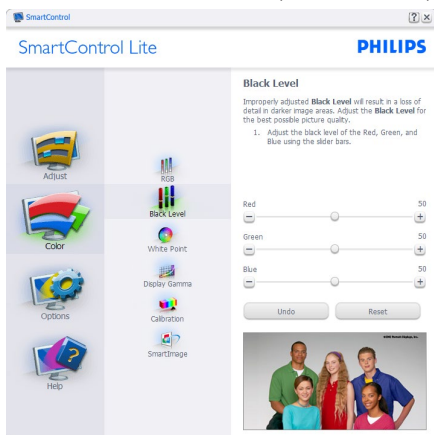 SmartControl
SmartControl Lite
PHILIPS
Adjust
Color
Options
Help
RGB
Black Level
White Point
Display Gamma
Calibration
SmartImage
Black Level
Improperly adjusted Black Level will result in a loss of
detail in darker image areas. Adjust the Black Level for
the best possible picture quality.
1. Adjust the black level of the Red, Green, and
Blue using the slider bars.
Red 50
Green 50
Blue 50
Undo Reset